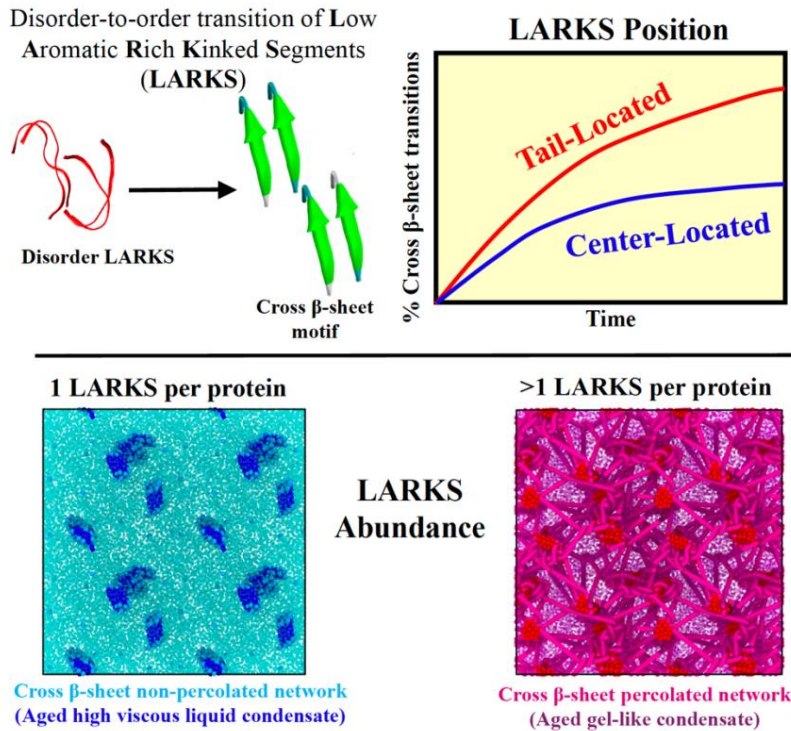 Disorder-to-order transition of Low
Aromatic Rich Kinked Segments
(LARKS)
Disorder LARKS
Cross β-sheet
motif
LARKS Position
% Cross β-sheet transitions
Tail-Located
Center-Located
Time
1 LARKS per protein
>1 LARKS per protein
LARKS
Abundance
Cross β-sheet non-percolated network
(Aged high viscous liquid condensate)
Cross β-sheet percolated network
(Aged gel-like condensate)